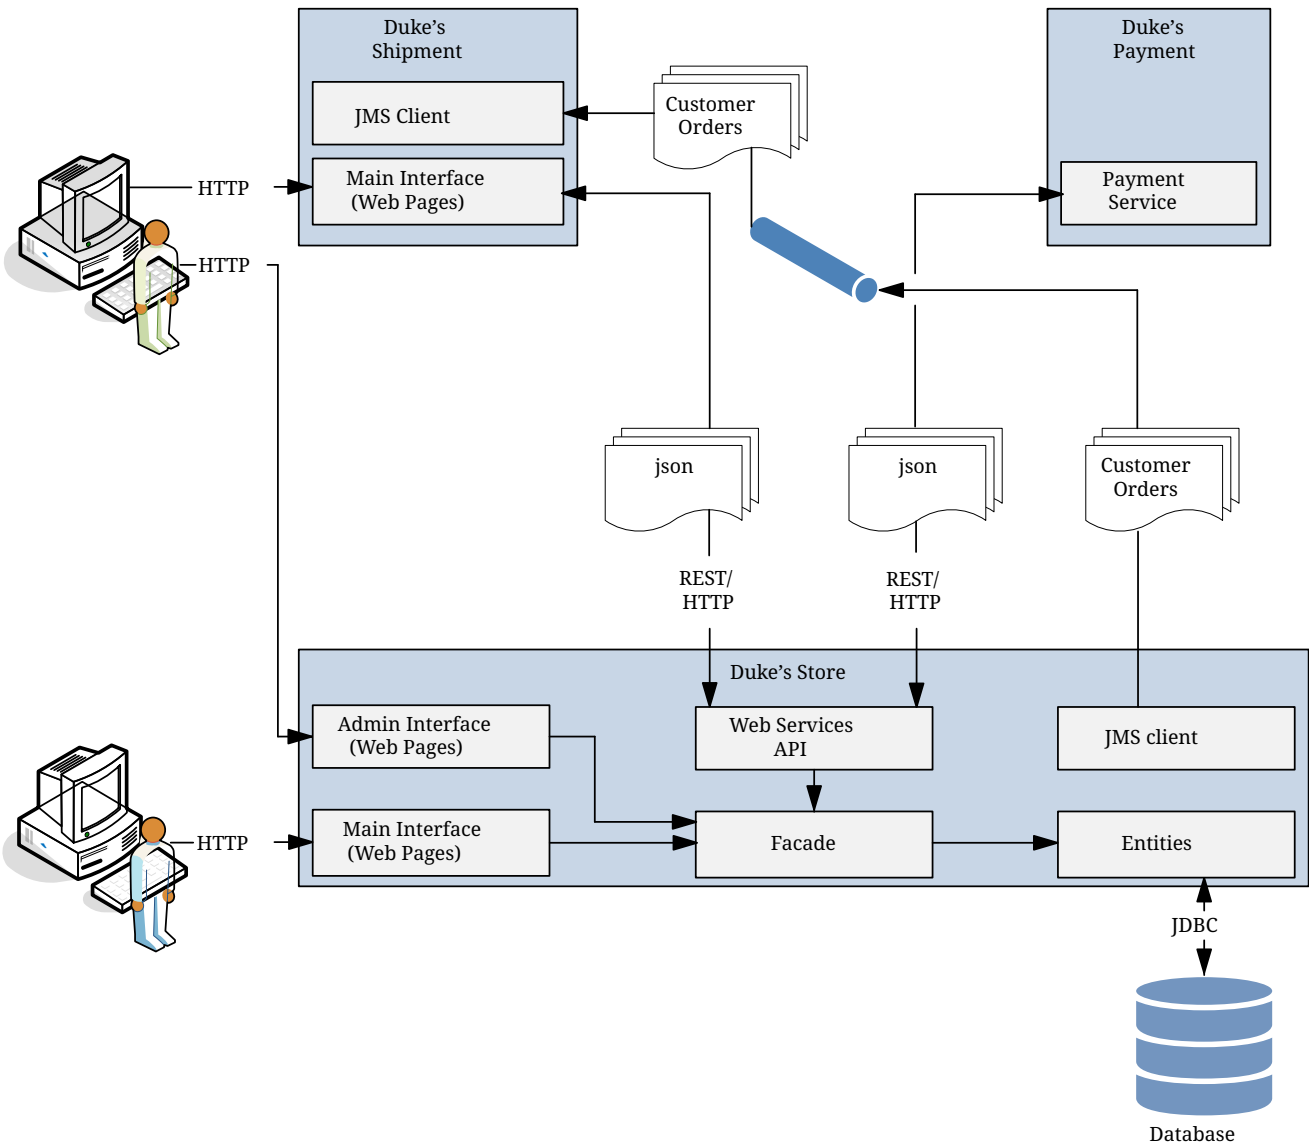 Duke’s
Shipment
JMS Client
Main Interface
(Web Pages)
Customer
Orders
Duke’s
Payment
Payment
Service
HTTP
HTTP
json
json
Customer
Orders
REST/
HTTP
REST/
HTTP
Duke’s Store
Admin Interface
(Web Pages)
Web Services
API
JMS client
HTTP
Main Interface
(Web Pages)
Facade
Entities
JDBC
Database